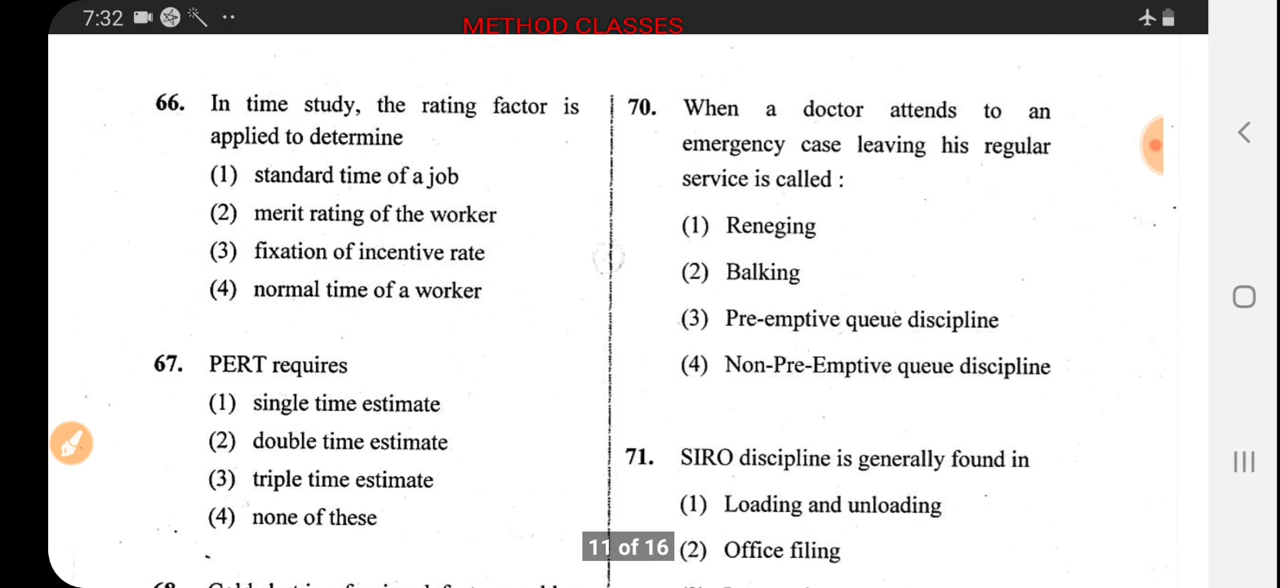 7:32
METHOD CLASSES
66. In time study, the rating factor is
applied to determine
(1) standard time of a job
(2) merit rating of the worker
(3) fixation of incentive rate
(4) normal time of a worker
67. PERT requires
(1) single time estimate
(2) double time estimate
(3) triple time estimate
(4) none of these
70. When a doctor attends to an
emergency case leaving his regular
service is called :
(1) Reneging
(2) Balking
(3) Pre-emptive queue discipline
(4) Non-Pre-Emptive queue discipline
71. SIRO discipline is generally found in
(1) Loading and unloading
(2) Office filing
11 of 16